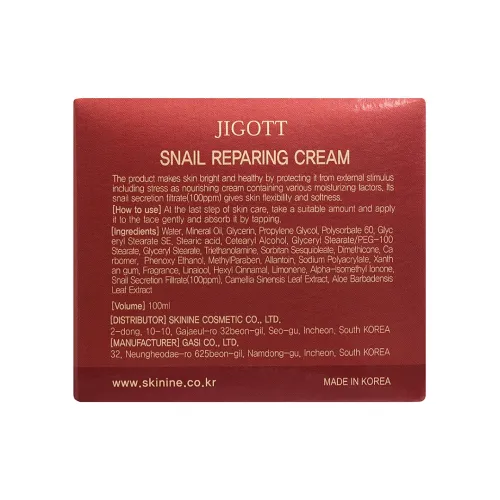 JIGOTT
SNAIL REPARING CREAM
The product makes skin bright and healthy by protecting it from external stimulus
including stress as nourishing cream containing various moisturizing factors, Its
snail secretion filtrate(100ppm) gives skin flexibility and softness.
[How to use] At the last step of skin care, take a suitable amount and apply
it to the face gently and absorb it by tapping.
[Ingredients] Water, Mineral Oil, Glycerin, Propylene Glycol, Polysorbate 60, Glyc
eryl Stearate SE, Stearic acid, Cetearyl Alcohol, Glyceryl Stearate/PEG-100
Stearate, Glyceryl Stearate, Triethanolamine, Sorbitan Sesquioleate, Dimethicone, Ca
rbomer, Phenoxy Ethanol, MethylParaben, Allantoin, Sodium Polyacrylate, Xanth
an gum, Fragrance, Linalool, Hexyl Cinnamal, Limonene, Alpha-Isomethyl Ionone,
Snail Secretion Filtrate(100ppm), Camellia Sinensis Leaf Extract, Aloe Barbadensis
Leaf Extract
[Volume] 100ml
[DISTRIBUTOR] SKININE COSMETIC CO., LTD.
2-dong, 10-10, Gajaeul-ro 32beon-gil, Seo-gu, Incheon, South KOREA
[MANUFACTURER] GASI CO., LTD.
32, Neungheodae-ro 625beon-gil, Namdong-gu, Incheon, South KOREA
www.skinine.co.kr
MADE IN KOREA